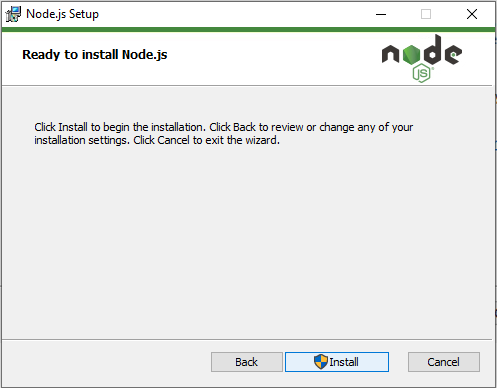 Node.js Setup
Ready to install Node.js
node
JS
Click Install to begin the installation. Click Back to review or change any of your
installation settings. Click Cancel to exit the wizard.
Back
Install
Cancel